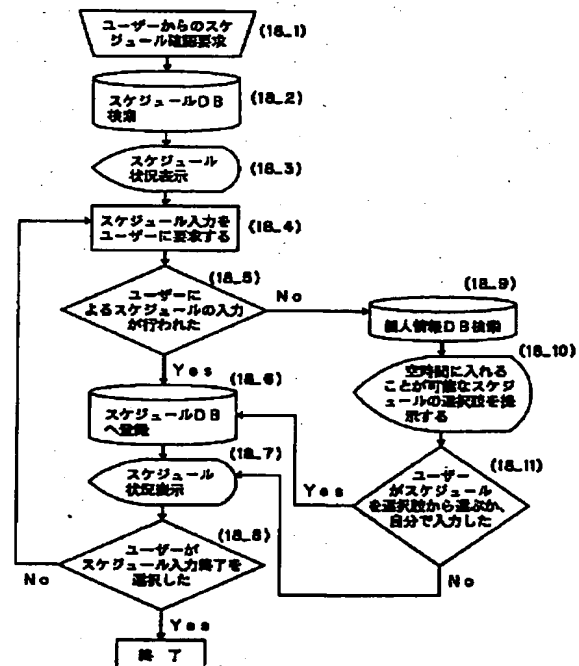 ユーザーからのスケ
ジュール確認要求
(18_1)
スケジュールDB
検索
(18_2)
スケジュール
状況表示
(18_3)
スケジュール入力を
ユーザーに要求する
(18_4)
(18_5)
ユーザーに
よるスケジュールの入力
が行われた
No
Yes
(18_9)
個人情報DB検索
(18_10)
空時間に入れる
ことが可能なスケジ
ュールの選択肢を提
示する
(18_6)
スケジュールDB
へ登録
(18_7)
スケジュール
状況表示
(18_11)
ユーザー
がスケジュール
を選択肢から選ぶか、
自分で入力した
Yes
No
(18_8)
ユーザーが
スケジュール入力終了を
選択した
No
Yes
終 了